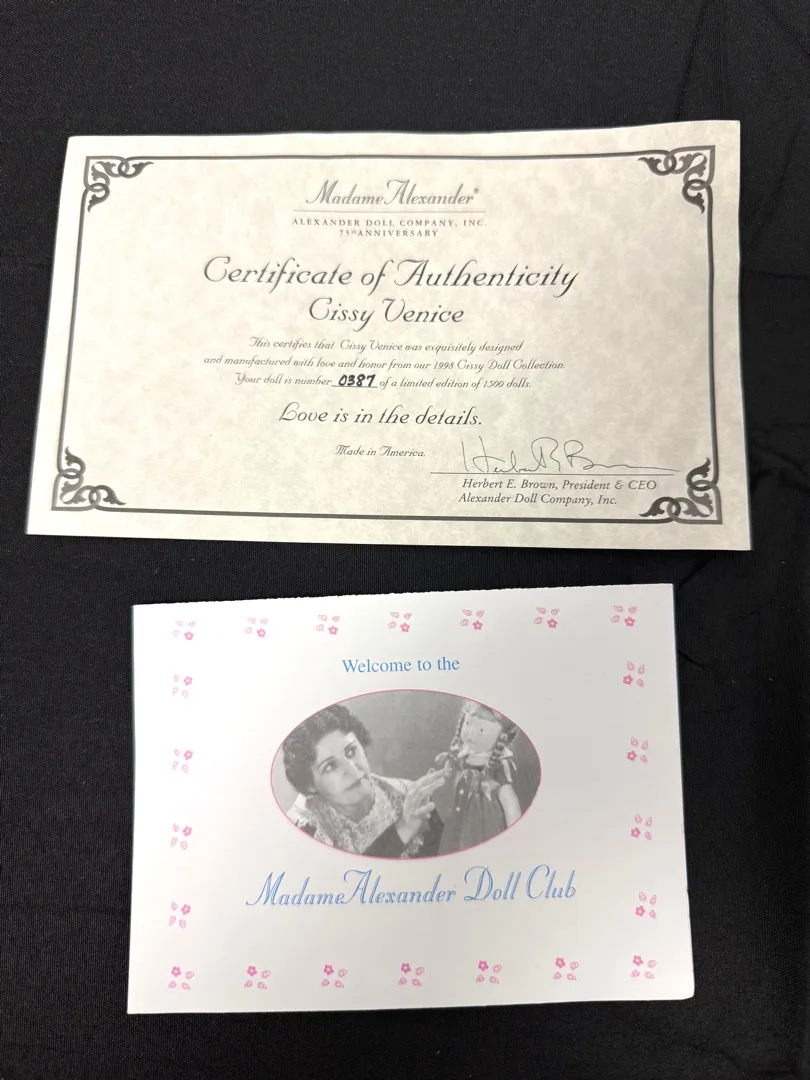 Madame Alexander®
ALEXANDER DOLL COMPANY, INC.
75th ANNIVERSARY
Certificate of Authenticity
Cissy Venice
This certifies that Cissy Venice was exquisitely designed
and manufactured with love and honor from our 1998 Cissy Doll Collection.
Your doll is number 0387 of a limited edition of 1500 dolls.
Love is in the details.
Made in America.
Herbert E. Brown, President & CEO
Alexander Doll Company, Inc.
Welcome to the
Madame Alexander Doll Club